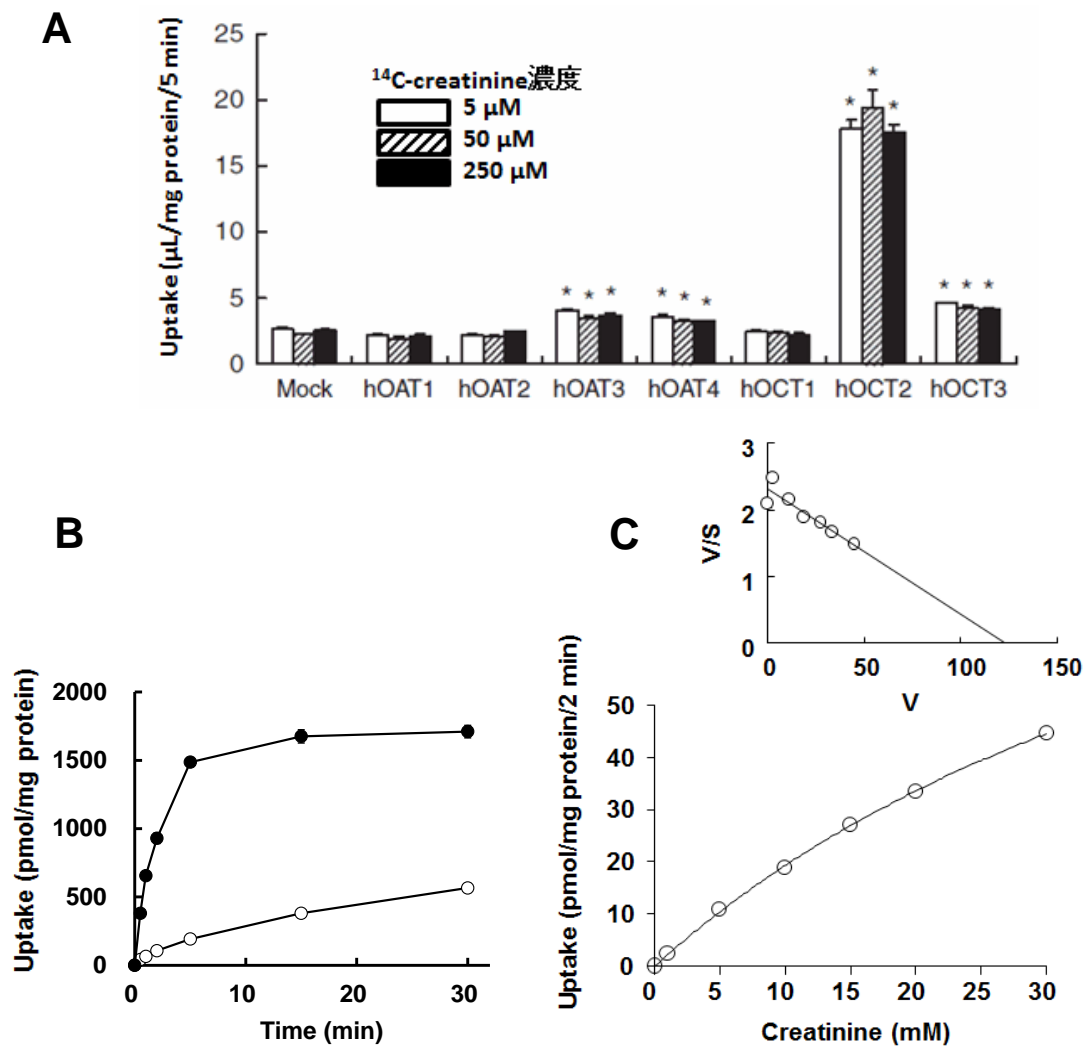 A
Uptake (µL/mg protein/5 min)
25
20
15
10
5
0
¹⁴C-creatinine濃度
5 µM
50 µM
250 µM
* * *
* * *
* * *
* * *
Mock hOAT1 hOAT2 hOAT3 hOAT4 hOCT1 hOCT2 hOCT3
B
Uptake (pmol/mg protein)
2000
1500
1000
500
0
0 10 20 30
Time (min)
C
V/S
3
2
1
0
0 50 100 150
V
Uptake (pmol/mg protein/2 min)
50
40
30
20
10
0
0 5 10 15 20 25 30
Creatinine (mM)